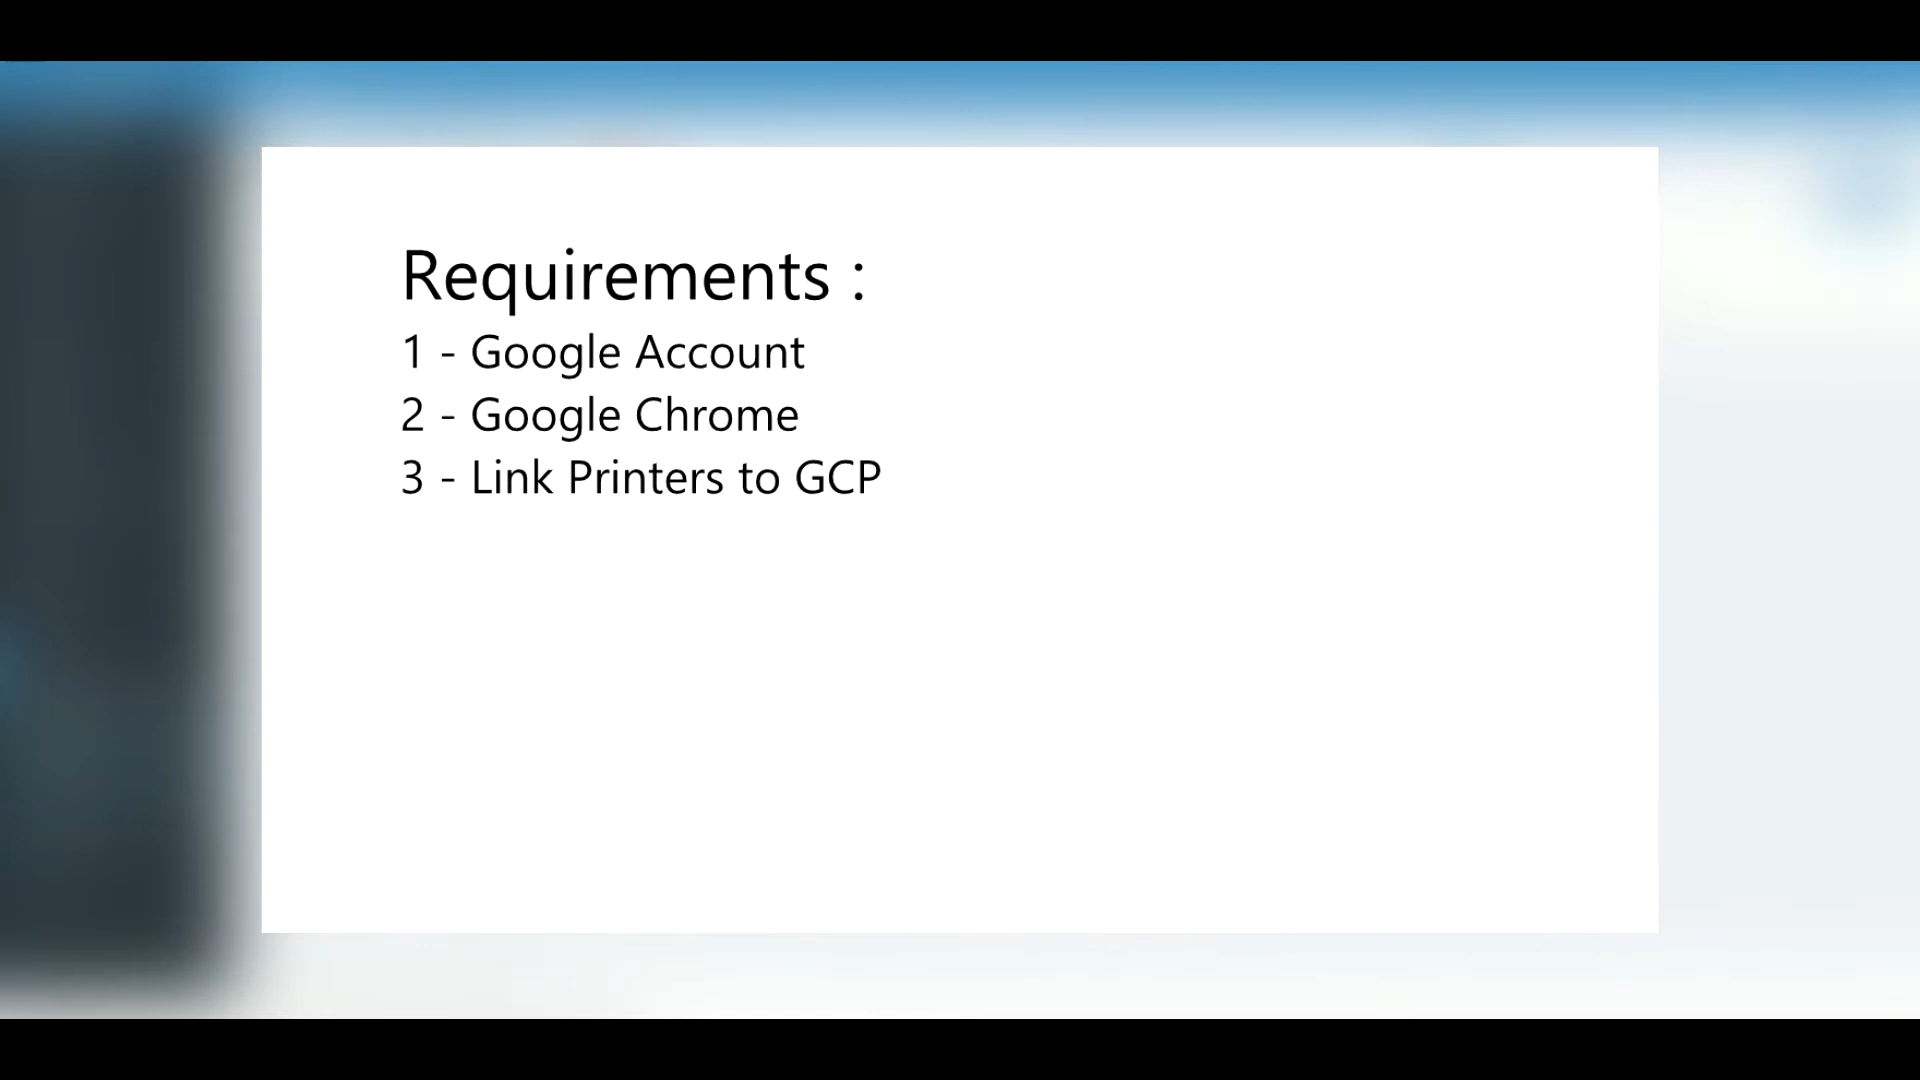 Requirements :
1 - Google Account
2 - Google Chrome
3 - Link Printers to GCP